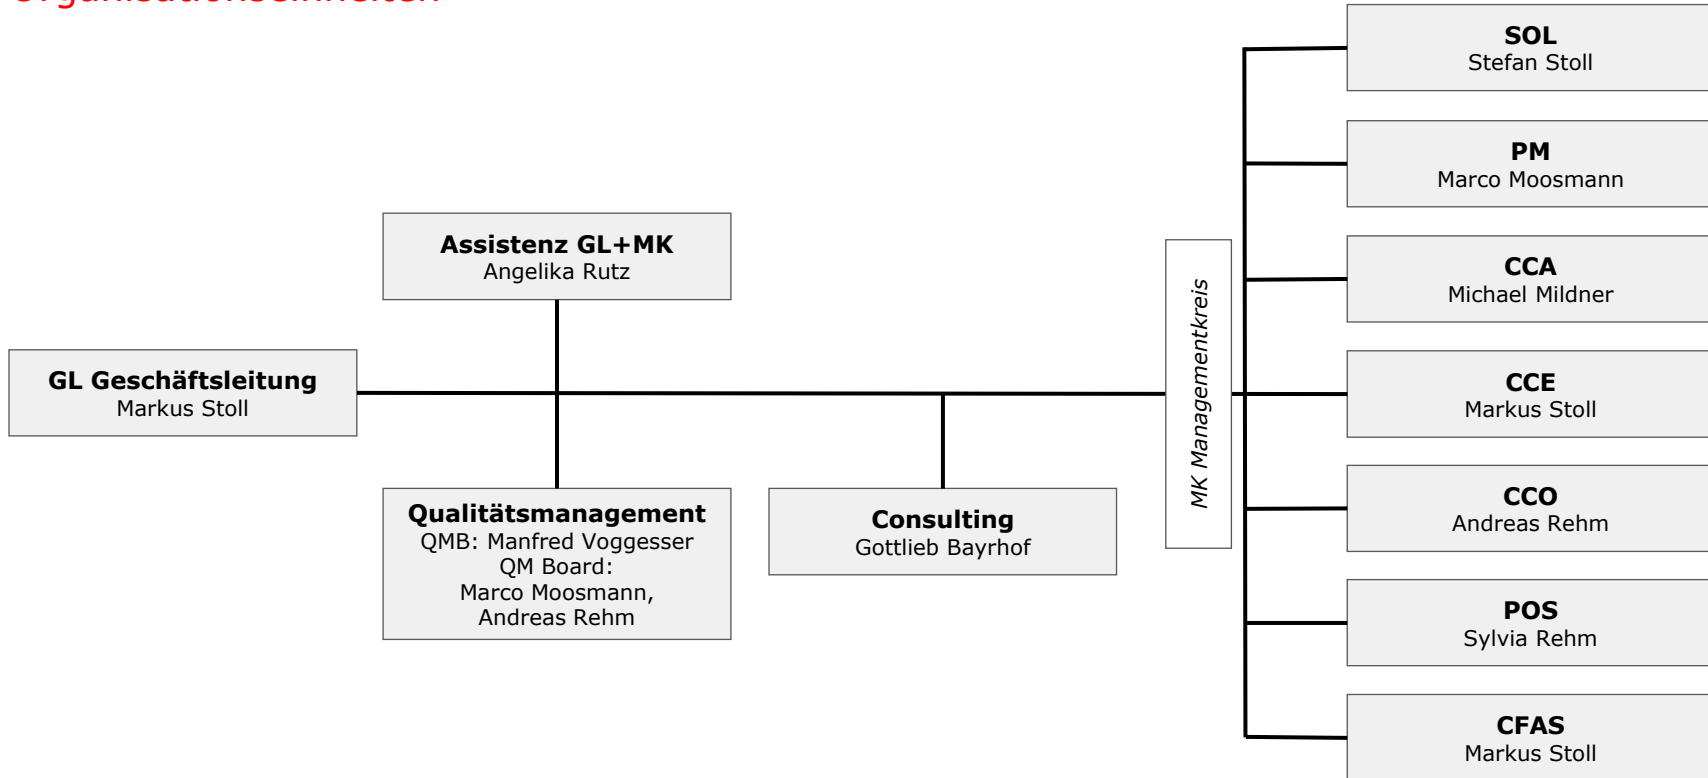 Organisationseinheiten
SOL
Stefan Stoll
PM
Marco Moosmann
Assistenz GL+MK
Angelika Rutz
CCA
Michael Mildner
GL Geschäftsleitung
Markus Stoll
MK Managementkreis
CCE
Markus Stoll
Qualitätsmanagement
QMB: Manfred Voggesser
QM Board:
Marco Moosmann,
Andreas Rehm
Consulting
Gottlieb Bayrhof
CCO
Andreas Rehm
POS
Sylvia Rehm
CFAS
Markus Stoll